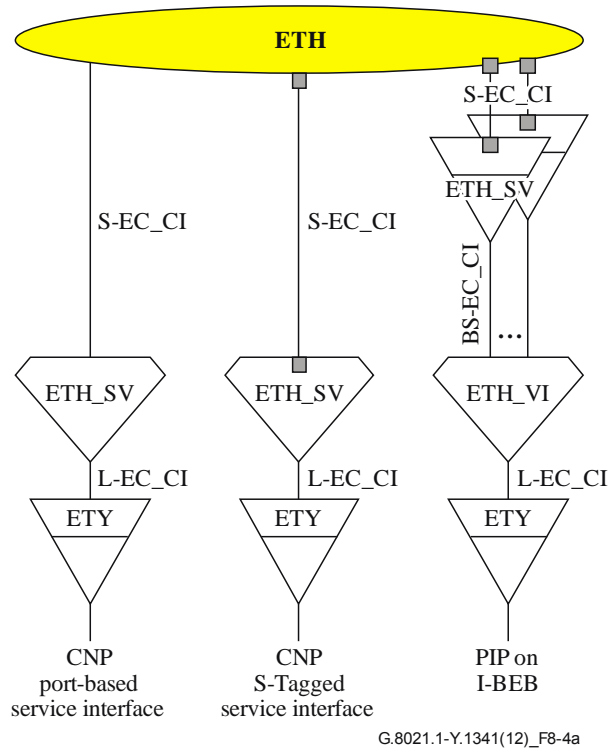 ETH
S-EC_CI
ETH_SV
S-EC_CI
S-EC_CI
BS-EC_CI
...
ETH_SV
ETH_SV
ETH_VI
L-EC_CI
L-EC_CI
L-EC_CI
ETY
ETY
ETY
CNP
port-based
service interface
CNP
S-Tagged
service interface
PIP on
I-BEB
G.8021.1-Y.1341(12)_F8-4a